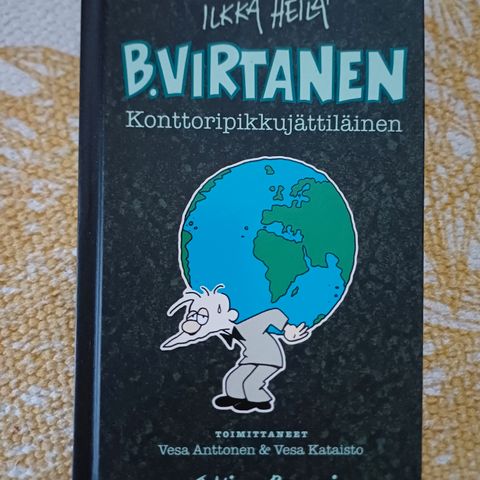 ILKKA HEILÄ
B.VIRTANEN
Konttoripikkujättiläinen
TOIMITTANEET
Vesa Anttonen & Vesa Kataisto